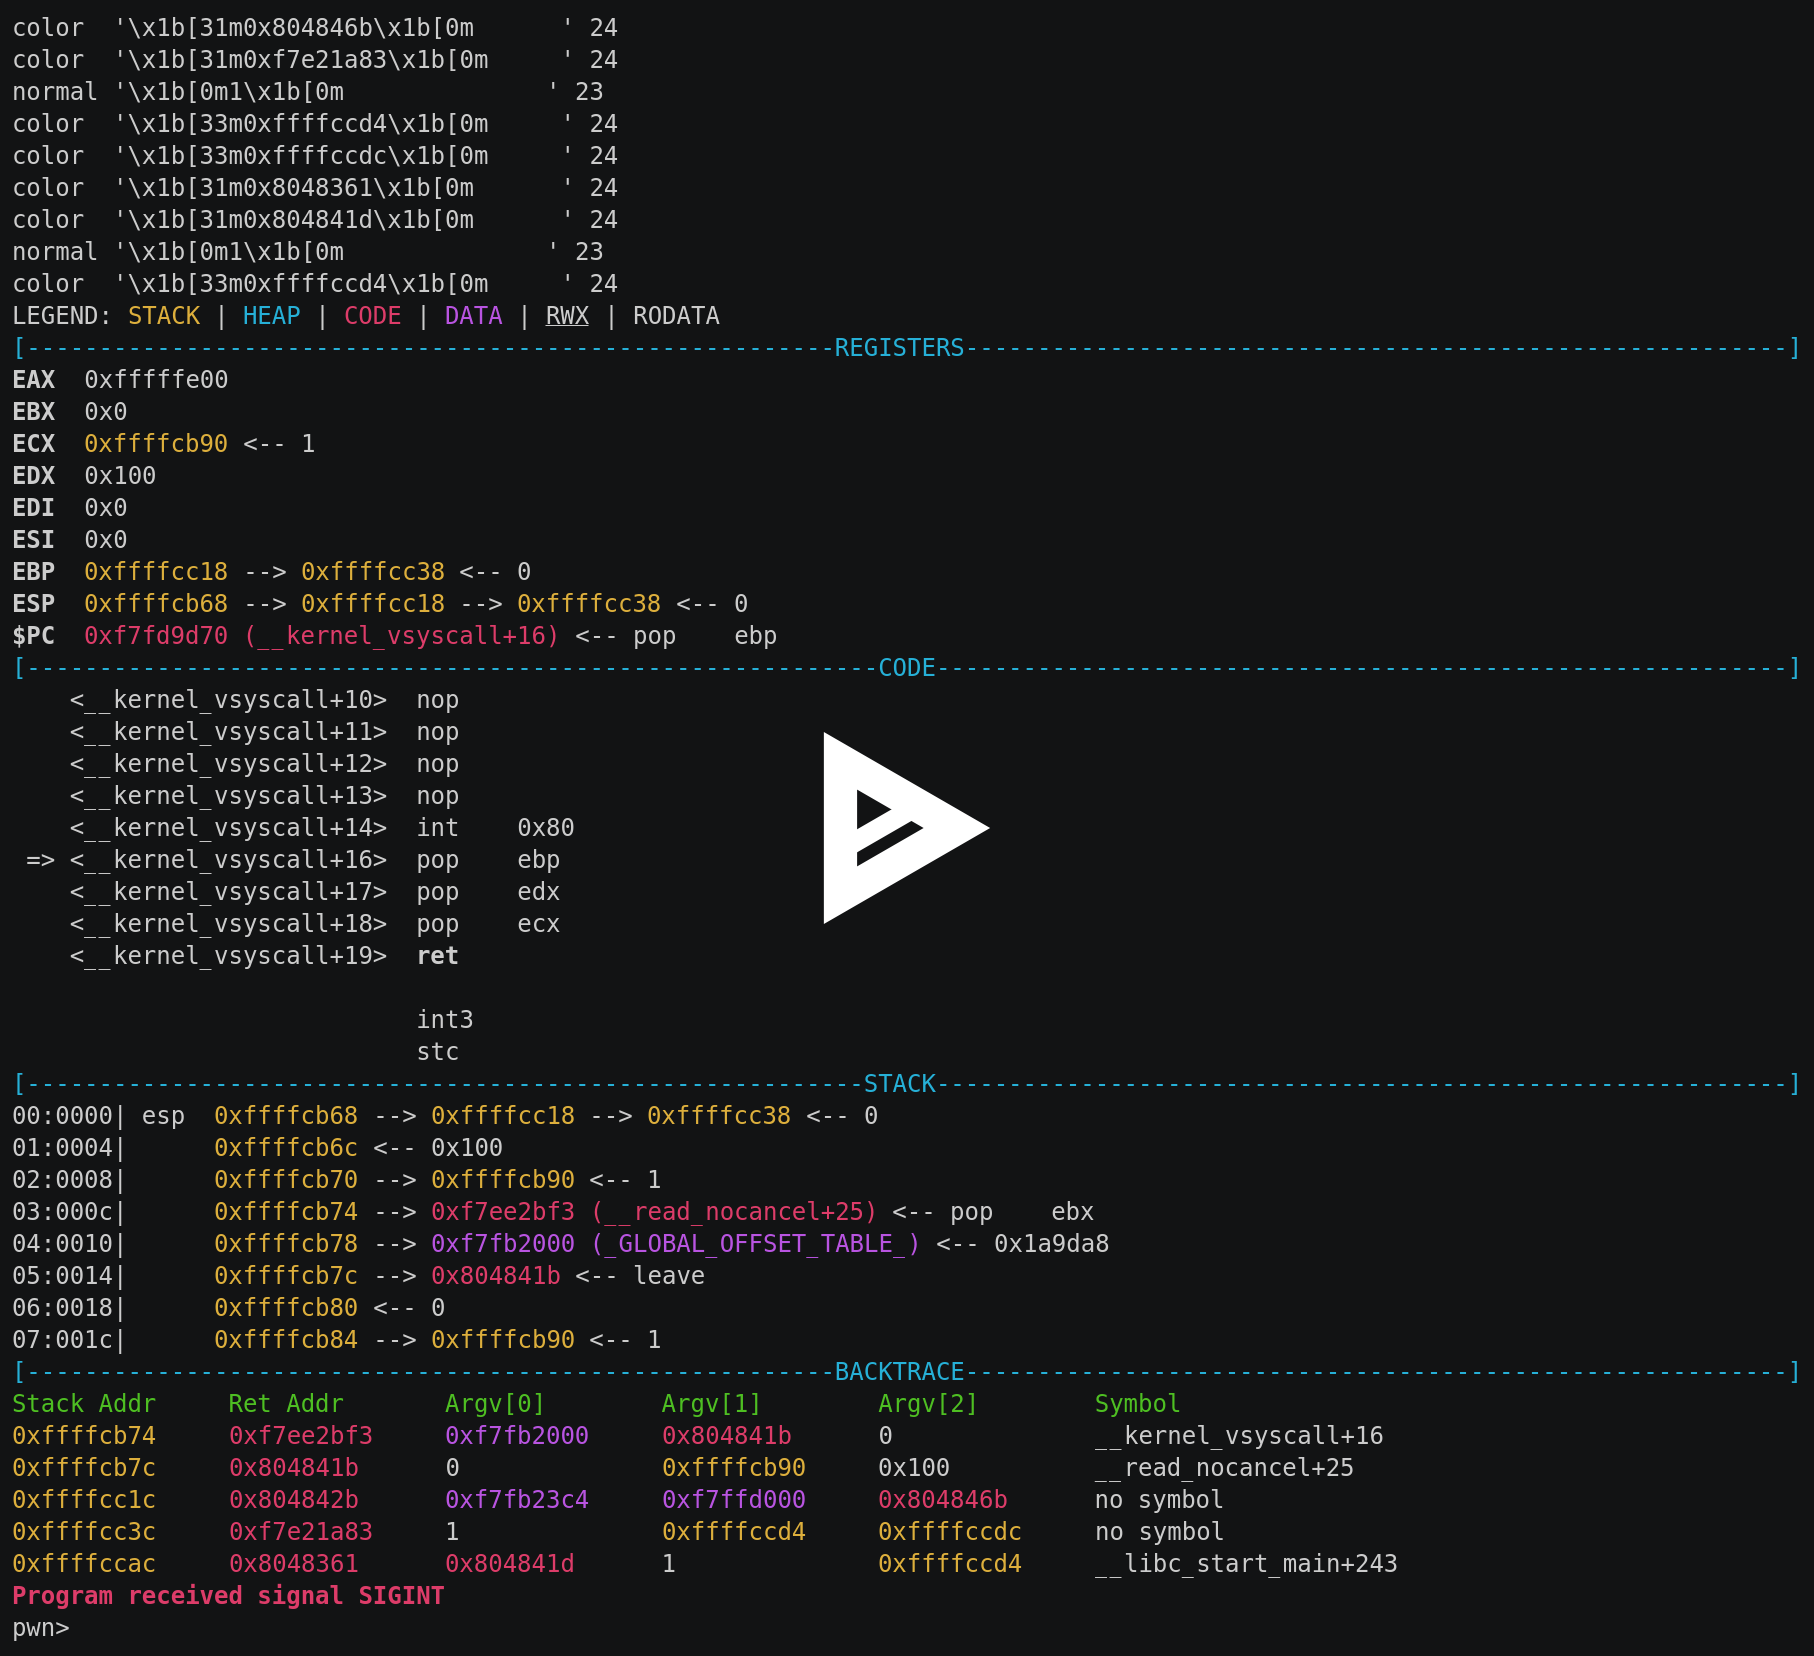 color  '\x1b[31m0x804846b\x1b[0m      ' 24
color  '\x1b[31m0xf7e21a83\x1b[0m     ' 24
normal '\x1b[0m1\x1b[0m              ' 23
color  '\x1b[33m0xffffccd4\x1b[0m     ' 24
color  '\x1b[33m0xffffccdc\x1b[0m     ' 24
color  '\x1b[31m0x8048361\x1b[0m      ' 24
color  '\x1b[31m0x804841d\x1b[0m      ' 24
normal '\x1b[0m1\x1b[0m              ' 23
color  '\x1b[33m0xffffccd4\x1b[0m     ' 24
LEGEND: STACK | HEAP | CODE | DATA | RWX | RODATA
[--------------------------------------------------------REGISTERS---------------------------------------------------------]
EAX  0xfffffe00
EBX  0x0
ECX  0xffffcb90 <-- 1
EDX  0x100
EDI  0x0
ESI  0x0
EBP  0xffffcc18 --> 0xffffcc38 <-- 0
ESP  0xffffcb68 --> 0xffffcc18 --> 0xffffcc38 <-- 0
$PC  0xf7fd9d70 (__kernel_vsyscall+16) <-- pop    ebp
[-----------------------------------------------------------CODE-----------------------------------------------------------]
    <__kernel_vsyscall+10>  nop
    <__kernel_vsyscall+11>  nop
    <__kernel_vsyscall+12>  nop
    <__kernel_vsyscall+13>  nop
    <__kernel_vsyscall+14>  int    0x80
 => <__kernel_vsyscall+16>  pop    ebp
    <__kernel_vsyscall+17>  pop    edx
    <__kernel_vsyscall+18>  pop    ecx
    <__kernel_vsyscall+19>  ret
                            int3
                            stc
[----------------------------------------------------------STACK-----------------------------------------------------------]
00:0000| esp  0xffffcb68 --> 0xffffcc18 --> 0xffffcc38 <-- 0
01:0004|      0xffffcb6c <-- 0x100
02:0008|      0xffffcb70 --> 0xffffcb90 <-- 1
03:000c|      0xffffcb74 --> 0xf7ee2bf3 (__read_nocancel+25) <-- pop    ebx
04:0010|      0xffffcb78 --> 0xf7fb2000 (_GLOBAL_OFFSET_TABLE_) <-- 0x1a9da8
05:0014|      0xffffcb7c --> 0x804841b <-- leave
06:0018|      0xffffcb80 <-- 0
07:001c|      0xffffcb84 --> 0xffffcb90 <-- 1
[--------------------------------------------------------BACKTRACE---------------------------------------------------------]
Stack Addr     Ret Addr       Argv[0]        Argv[1]        Argv[2]        Symbol
0xffffcb74     0xf7ee2bf3     0xf7fb2000     0x804841b      0              __kernel_vsyscall+16
0xffffcb7c     0x804841b      0              0xffffcb90     0x100          __read_nocancel+25
0xffffcc1c     0x804842b      0xf7fb23c4     0xf7ffd000     0x804846b      no symbol
0xffffcc3c     0xf7e21a83     1              0xffffccd4     0xffffccdc     no symbol
0xffffccac     0x8048361      0x804841d      1              0xffffccd4     __libc_start_main+243
Program received signal SIGINT
pwn>